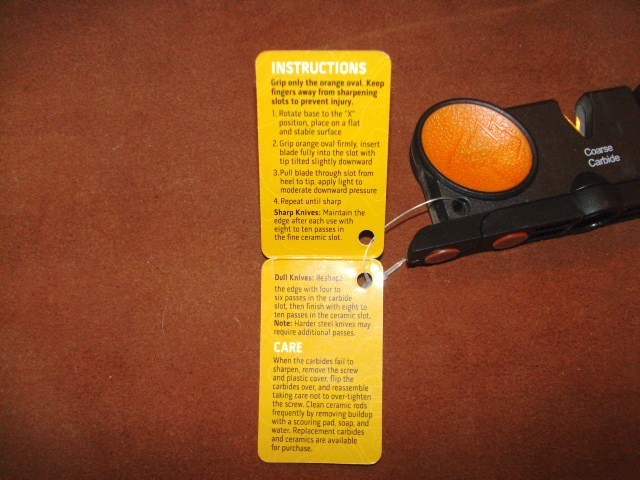 INSTRUCTIONS
Grip only the orange oval. Keep
fingers away from sharpening
slots to prevent injury.
1. Rotate base to the "X"
position, place on a flat
and stable surface
2. Grip orange oval firmly, insert
blade fully into the slot with
tip tilted slightly downward
3. Pull blade through slot from
heel to tip, apply light to
moderate downward pressure
4. Repeat until sharp
Sharp Knives: Maintain the
edge after each use with
eight to ten passes in
the fine ceramic slot.
Dull Knives: Reshape
the edge with four to
six passes in the carbide
slot, then finish with eight to
ten passes in the ceramic slot.
Note: Harder steel knives may
require additional passes.
CARE
When the carbides fail to
sharpen, remove the screw
and plastic cover, flip the
carbides over, and reassemble
taking care not to over-tighten
the screw. Clean ceramic rods
frequently by removing buildup
with a scouring pad, soap, and
water. Replacement carbides
and ceramics are available
for purchase.
Coarse
Carbide